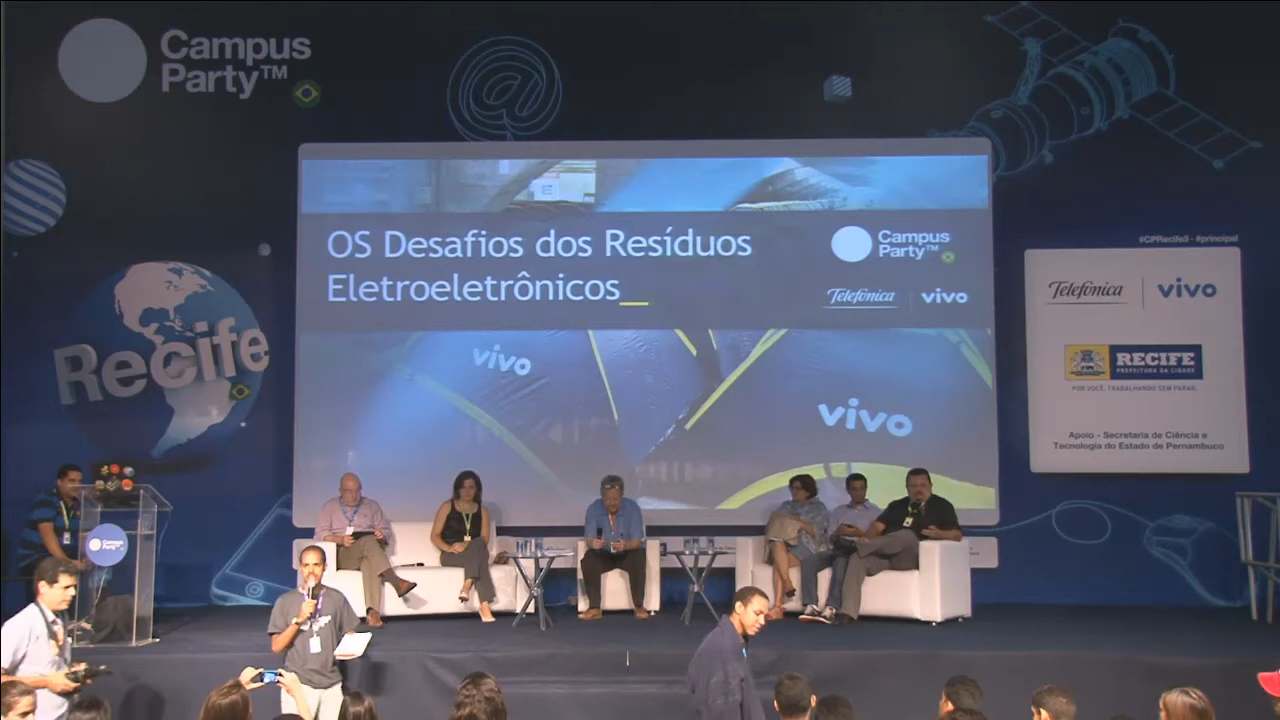 Campus
Party™
OS Desafios dos Resíduos
Eletroeletrônicos_
Campus
Party™
Telefónica vivo
#CPRecife3 - #principal
Telefónica vivo
Recife
vivo
vivo
RECIFE
PREFEITURA DA CIDADE
POR VOCÊ, TRABALHANDO SEM PARAR.
Apoio - Secretaria de Ciência e
Tecnologia do Estado de Pernambuco
Campus
Party